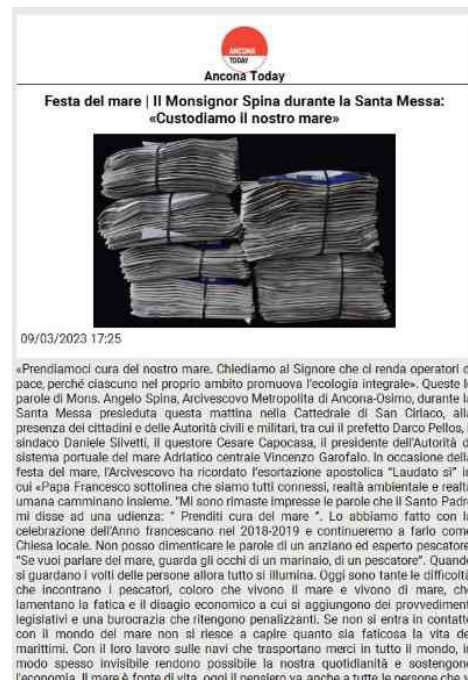 ANCONA
TODAY
Ancona Today
Festa del mare | Il Monsignor Spina durante la Santa Messa:
«Custodiamo il nostro mare»
09/03/2023 17:25
«Prendiamoci cura del nostro mare. Chiediamo al Signore che ci renda operatori
pace, perché ciascuno nel proprio ambito promuova l'ecologia integrale». Queste
parole di Mons. Angelo Spina, Arcivescovo Metropolita di Ancona-Osimo, durante
Santa Messa presieduta questa mattina nella Cattedrale di San Ciriaco,
presenza dei cittadini e delle Autorità civili e militari, tra cui il prefetto Darco Pellos,
sindaco Daniele Silvetti, il questore Cesare Capocasa, il presidente dell'Autorità
sistema portuale del mare Adriatico centrale Vincenzo Garofalo. In occasione
festa del mare, l'Arcivescovo ha ricordato l'esortazione apostolica "Laudato si"
cui «Papa Francesco sottolinea che siamo tutti connessi, realtà ambientale e
umana camminano insieme. "Mi sono rimaste impresse le parole che il Santo
mi disse ad una udienza: " Prenditi cura del mare ". Lo abbiamo fatto con
celebrazione dell'Anno francescano nel 2018-2019 e continueremo a farlo come
Chiesa locale. Non posso dimenticare le parole di un anziano ed esperto pescatore
"Se vuoi parlare del mare, guarda gli occhi di un marinaio, di un pescatore". Quando
si guardano i volti delle persone allora tutto si illumina. Oggi sono tante le difficoltà
che incontrano i pescatori, coloro che vivono il mare e vivono di mare,
lamentano la fatica e il disagio economico a cui si aggiungono dei provvedimenti
legislativi e una burocrazia che ritengono penalizzanti. Se non si entra in contatto
con il mondo del mare non si riesce a capire quanto sia faticosa la vita
marittimi. Con il loro lavoro sulle navi che trasportano merci in tutto il mondo,
modo spesso invisibile rendono possibile la nostra quotidianità e sostengono
l'economia. Il mare è fonte di vita, oggi il pensiero va anche a tutte le persone che